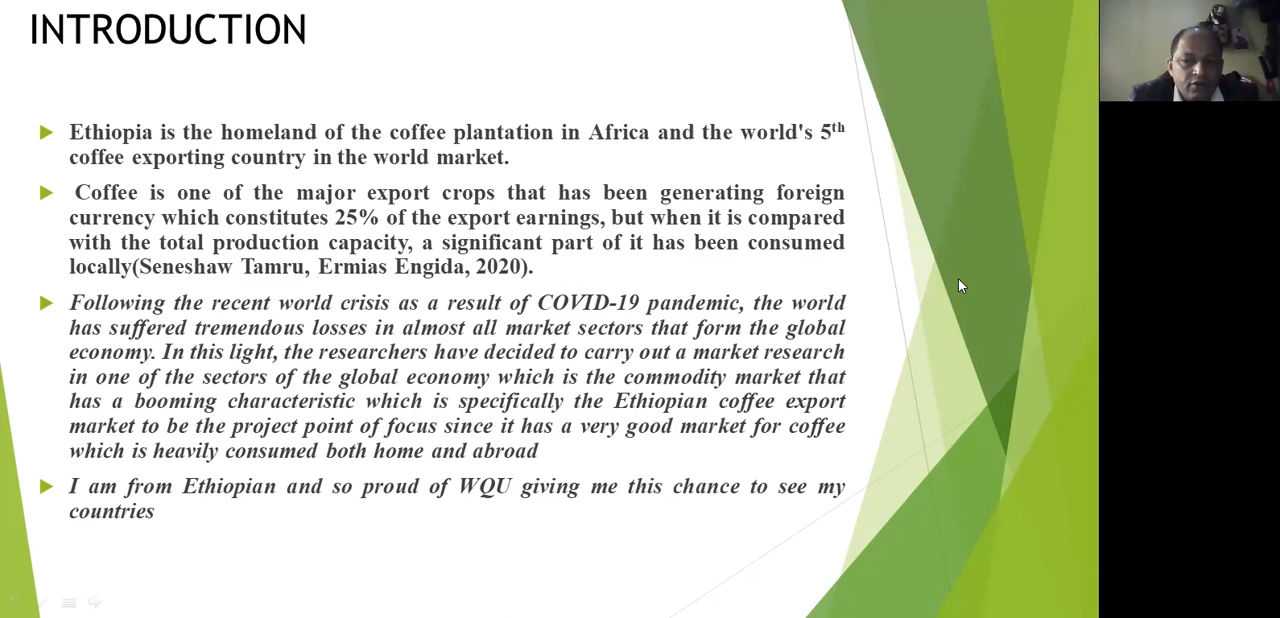 INTRODUCTION
Ethiopia is the homeland of the coffee plantation in Africa and the world's 5th
coffee exporting country in the world market.
Coffee is one of the major export crops that has been generating foreign
currency which constitutes 25% of the export earnings, but when it is compared
with the total production capacity, a significant part of it has been consumed
locally(Seneshaw Tamru, Ermias Engida, 2020).
Following the recent world crisis as a result of COVID-19 pandemic, the world
has suffered tremendous losses in almost all market sectors that form the global
economy. In this light, the researchers have decided to carry out a market research
in one of the sectors of the global economy which is the commodity market that
has a booming characteristic which is specifically the Ethiopian coffee export
market to be the project point of focus since it has a very good market for coffee
which is heavily consumed both home and abroad
I am from Ethiopian and so proud of WQU giving me this chance to see my
countries